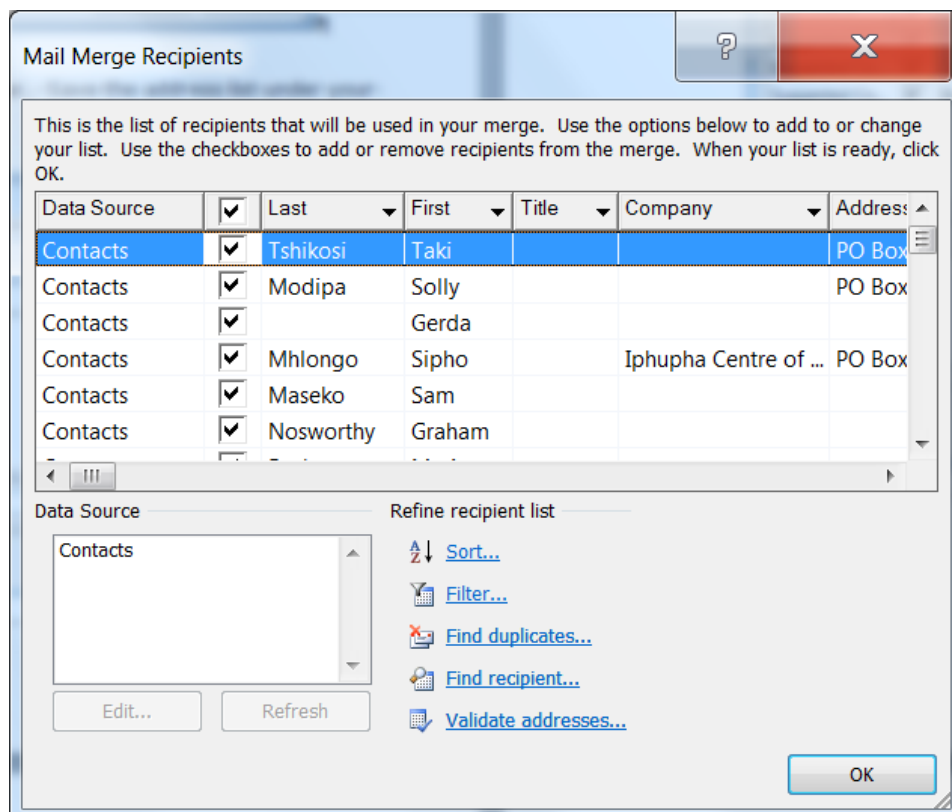 Mail Merge Recipients
This is the list of recipients that will be used in your merge. Use the options below to add to or change
your list. Use the checkboxes to add or remove recipients from the merge. When your list is ready, click
OK.
Data Source Last First Title Company Address
Contacts Tshikosi Taki PO Box
Contacts Modipa Solly PO Box
Contacts Gerda
Contacts Mhlongo Sipho Iphupha Centre of ... PO Box
Contacts Maseko Sam
Contacts Nosworthy Graham
Data Source Refine recipient list
Contacts
Sort...
Filter...
Find duplicates...
Find recipient...
Validate addresses...
Edit... Refresh
OK